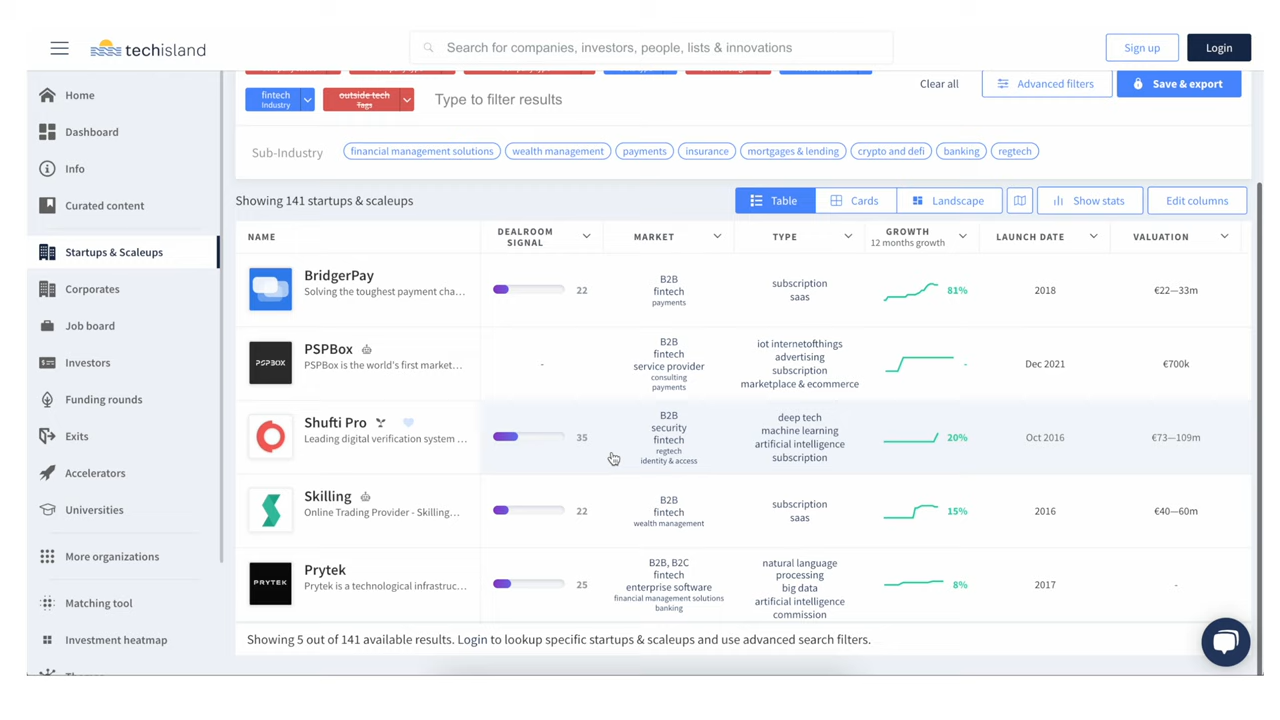 techisland
Search for companies, investors, people, lists & innovations
Sign up
Login
Home
Dashboard
Info
Curated content
Startups & Scaleups
Corporates
Job board
Investors
Funding rounds
Exits
Accelerators
Universities
More organizations
Matching tool
Investment heatmap
fintech
Industry
outside tech
Tags
Type to filter results
Clear all
Advanced filters
Save & export
Sub-Industry
financial management solutions
wealth management
payments
insurance
mortgages & lending
crypto and defi
banking
regtech
Showing 141 startups & scaleups
Table
Cards
Landscape
Show stats
Edit columns
NAME
DEALROOM
SIGNAL
MARKET
TYPE
GROWTH
12 months growth
LAUNCH DATE
VALUATION
BridgerPay
Solving the toughest payment cha...
22
B2B
fintech
payments
subscription
saas
81%
2018
€22—33m
PSPBOX
PSPBox
PSPBox is the world's first market...
-
B2B
fintech
service provider
consulting
payments
iot internetofthings
advertising
subscription
marketplace & ecommerce
-
Dec 2021
€700k
Shufti Pro
Leading digital verification system ...
35
B2B
security
fintech
regtech
identity & access
deep tech
machine learning
artificial intelligence
subscription
20%
Oct 2016
€73—109m
Skilling
Online Trading Provider - Skilling...
22
B2B
fintech
wealth management
subscription
saas
15%
2016
€40—60m
PRYTEK
Prytek
Prytek is a technological infrastruc...
25
B2B, B2C
fintech
enterprise software
financial management solutions
banking
natural language
processing
big data
artificial intelligence
commission
8%
2017
-
Showing 5 out of 141 available results. Login to lookup specific startups & scaleups and use advanced search filters.